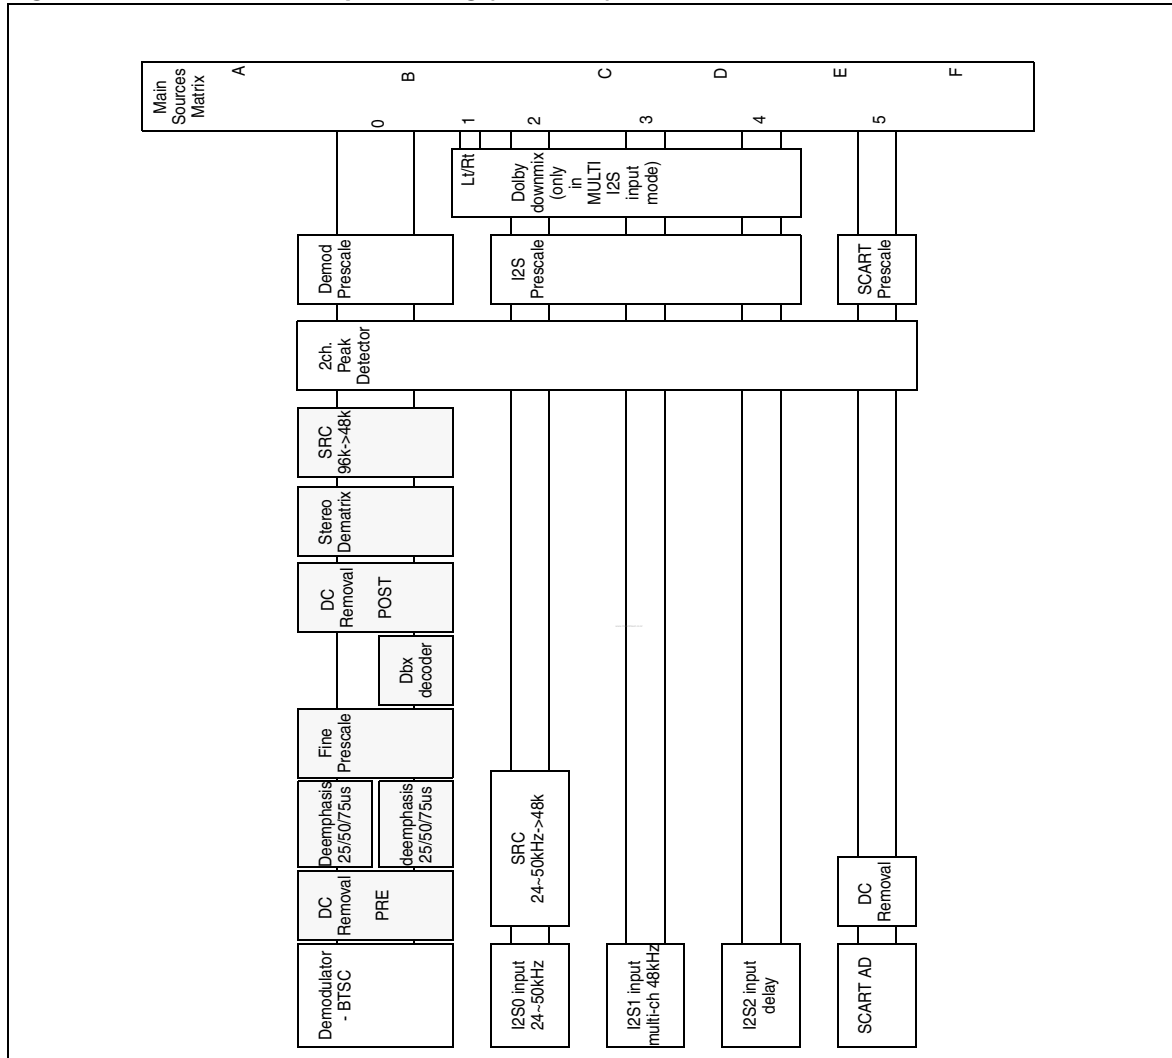 Main
Sources
Matrix
A
B
C
D
E
F
0
1
2
3
4
5
Lt/Rt
Dolby
downmix
(only
in
MULTI
I2S
input
mode)
Demod
Prescale
I2S
Prescale
SCART
Prescale
2ch.
Peak
Detector
SRC
96k->48k
Stereo
Dematrix
DC
Removal
POST
Dbx
decoder
Fine
Prescale
Deemphasis
25/50/75us
deemphasis
25/50/75us
SRC
24~50kHz->48k
DC
Removal
PRE
DC
Removal
Demodulator
- BTSC
I2S0 input
24~50kHz
I2S1 input
multi-ch 48kHz
I2S2 input
delay
SCART AD